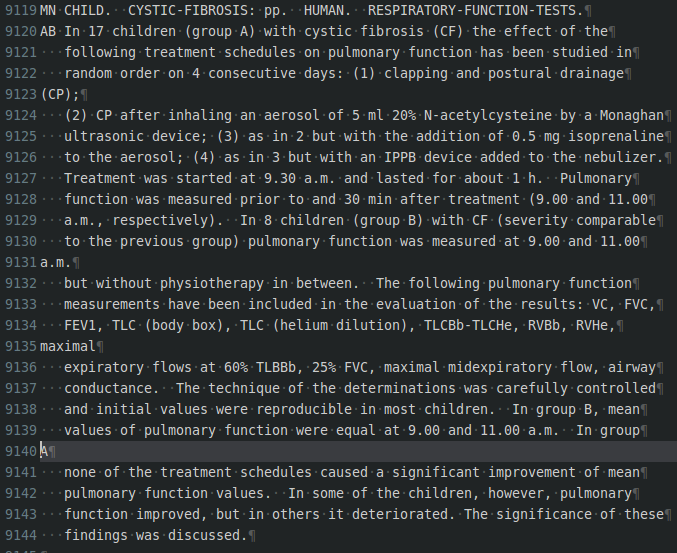 9119 MN CHILD.  CYSTIC-FIBROSIS: pp.  HUMAN.  RESPIRATORY-FUNCTION-TESTS.¶
9120 AB In 17 children (group A) with cystic fibrosis (CF) the effect of the¶
9121    following treatment schedules on pulmonary function has been studied in¶
9122    random order on 4 consecutive days: (1) clapping and postural drainage¶
9123 (CP);¶
9124    (2) CP after inhaling an aerosol of 5 ml 20% N-acetylcysteine by a Monaghan¶
9125    ultrasonic device; (3) as in 2 but with the addition of 0.5 mg isoprenaline¶
9126    to the aerosol; (4) as in 3 but with an IPPB device added to the nebulizer.¶
9127    Treatment was started at 9.30 a.m. and lasted for about 1 h.  Pulmonary¶
9128    function was measured prior to and 30 min after treatment (9.00 and 11.00¶
9129    a.m., respectively).  In 8 children (group B) with CF (severity comparable¶
9130    to the previous group) pulmonary function was measured at 9.00 and 11.00¶
9131 a.m.¶
9132    but without physiotherapy in between.  The following pulmonary function¶
9133    measurements have been included in the evaluation of the results: VC, FVC,¶
9134    FEV1, TLC (body box), TLC (helium dilution), TLCBb-TLCHe, RVBb, RVHe,¶
9135 maximal¶
9136    expiratory flows at 60% TLBBb, 25% FVC, maximal midexpiratory flow, airway¶
9137    conductance.  The technique of the determinations was carefully controlled¶
9138    and initial values were reproducible in most children.  In group B, mean¶
9139    values of pulmonary function were equal at 9.00 and 11.00 a.m.  In group¶
9140 A¶
9141    none of the treatment schedules caused a significant improvement of mean¶
9142    pulmonary function values.  In some of the children, however, pulmonary¶
9143    function improved, but in others it deteriorated. The significance of these¶
9144    findings was discussed.¶